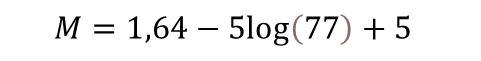 M = 1,64 − 5log(77) + 5